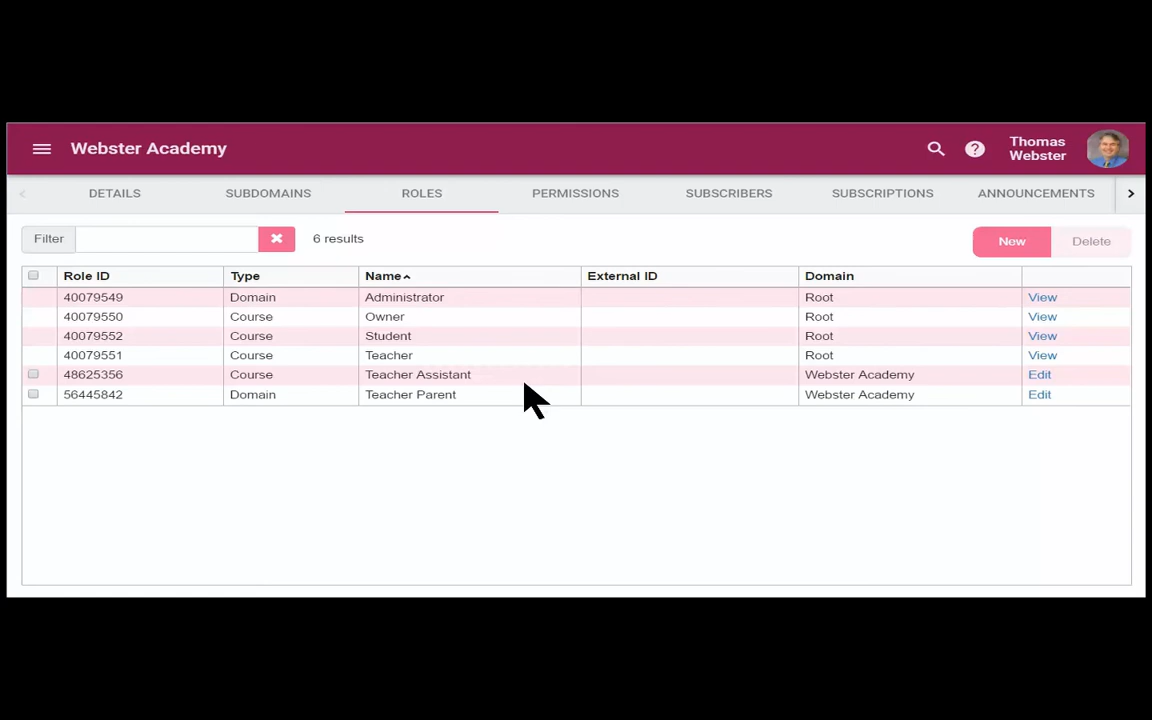 Webster Academy
Thomas
Webster
DETAILS SUBDOMAINS ROLES PERMISSIONS SUBSCRIBERS SUBSCRIPTIONS ANNOUNCEMENTS
Filter 6 results New Delete
Role ID Type Name External ID Domain
40079549 Domain Administrator Root View
40079550 Course Owner Root View
40079552 Course Student Root View
40079551 Course Teacher Root View
48625356 Course Teacher Assistant Webster Academy Edit
56445842 Domain Teacher Parent Webster Academy Edit